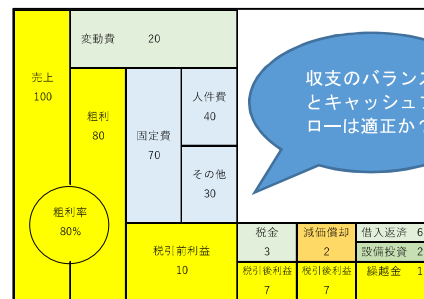 変動費 20
売上
100
粗利
80
固定費
70
人件費
40
その他
30
粗利率
80%
税引前利益
10
収支のバランス
とキャッシュフ
ローは適正か?
税金
3
減価償却
2
借入返済 6
設備投資 2
税引後利益
7
税引後利益
7
繰越金 1